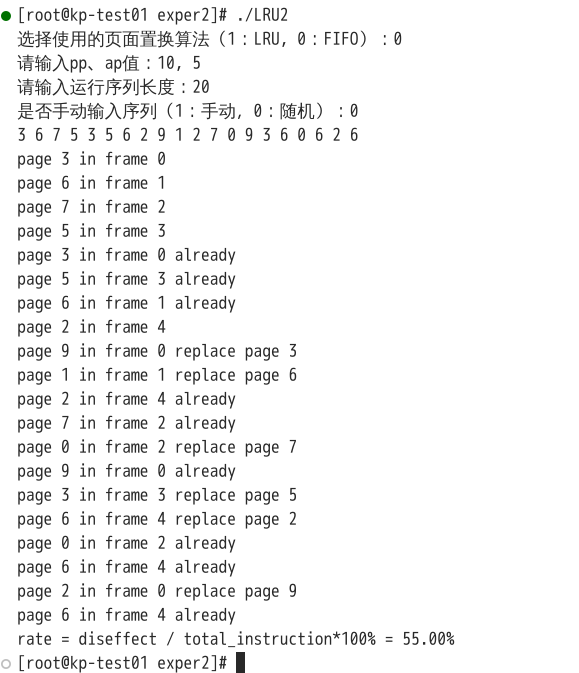 [root@kp-test01 exper2]# ./LRU2
选择使用的页面置换算法（1：LRU, 0：FIFO）：0
请输入pp、ap值：10, 5
请输入运行序列长度：20
是否手动输入序列（1：手动, 0：随机）：0
3 6 7 5 3 5 6 2 9 1 2 7 0 9 3 6 0 6 2 6
page 3 in frame 0
page 6 in frame 1
page 7 in frame 2
page 5 in frame 3
page 3 in frame 0 already
page 5 in frame 3 already
page 6 in frame 1 already
page 2 in frame 4
page 9 in frame 0 replace page 3
page 1 in frame 1 replace page 6
page 2 in frame 4 already
page 7 in frame 2 already
page 0 in frame 2 replace page 7
page 9 in frame 0 already
page 3 in frame 3 replace page 5
page 6 in frame 4 replace page 2
page 0 in frame 2 already
page 6 in frame 4 already
page 2 in frame 0 replace page 9
page 6 in frame 4 already
rate = diseffect / total_instruction*100% = 55.00%
[root@kp-test01 exper2]#